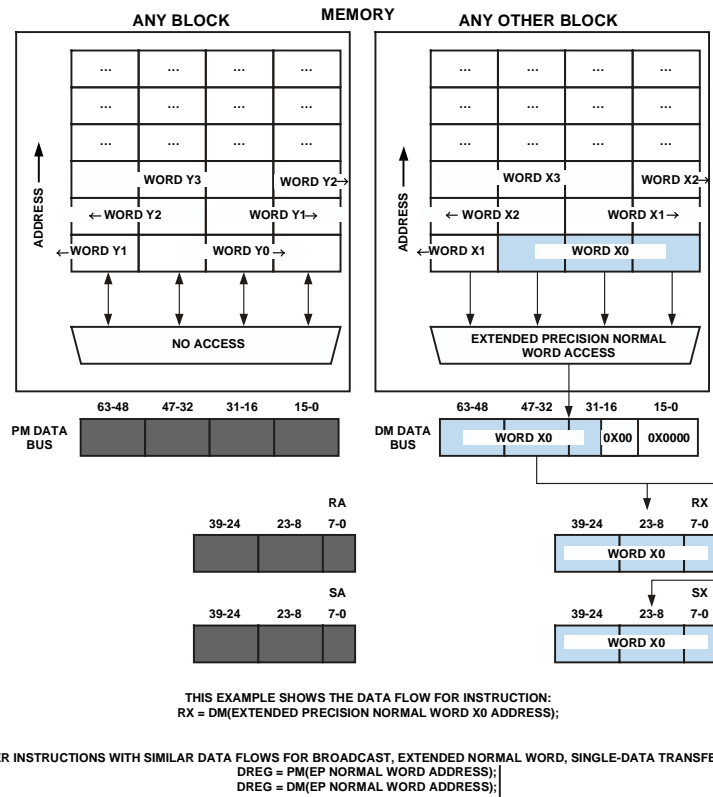 MEMORY
ANY BLOCK
ANY OTHER BLOCK
... ... ... ...
... ... ... ...
... ... ... ...
WORD Y3 WORD Y2→
←WORD Y2 WORD Y1→
←WORD Y1 WORD Y0→
ADDRESS
NO ACCESS
... ... ... ...
... ... ... ...
... ... ... ...
WORD X3 WORD X2→
← WORD X2 WORD X1→
←WORD X1 WORD X0
ADDRESS
EXTENDED PRECISION NORMAL
WORD ACCESS
63-48 47-32 31-16 15-0
PM DATA
BUS
63-48 47-32 31-16 15-0
DM DATA
BUS
WORD X0 0X00 0X0000
RA
39-24 23-8 7-0
RX
39-24 23-8 7-0
WORD X0
SA
39-24 23-8 7-0
SX
39-24 23-8 7-0
WORD X0
THIS EXAMPLE SHOWS THE DATA FLOW FOR INSTRUCTION:
RX = DM(EXTENDED PRECISION NORMAL WORD X0 ADDRESS);
ER INSTRUCTIONS WITH SIMILAR DATA FLOWS FOR BROADCAST, EXTENDED NORMAL WORD, SINGLE-DATA TRANSFE
DREG = PM(EP NORMAL WORD ADDRESS);
DREG = DM(EP NORMAL WORD ADDRESS);